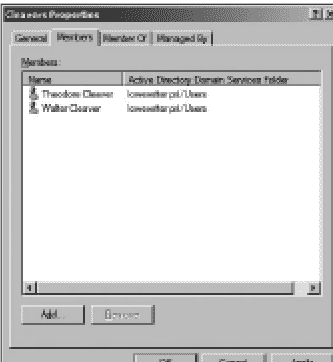 Cleavers Properties
General Members Member Of Managed By
Members:
Name Active Directory Domain Services Folder
Theodore Cleaver /Users
Walter Cleaver /Users
Add... Remove
OK Cancel Apply